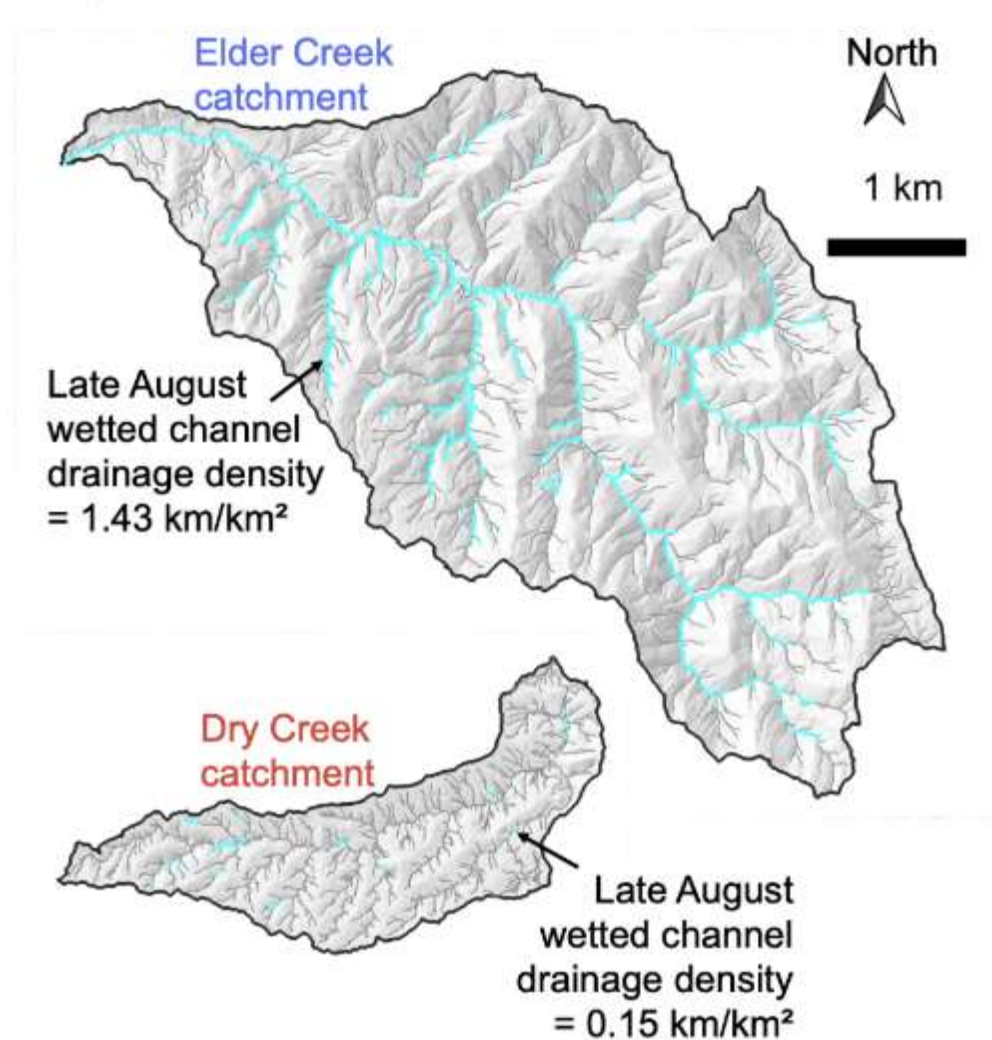 Elder Creek
catchment
North
1 km
Late August
wetted channel
drainage density
= 1.43 km/km²
Dry Creek
catchment
Late August
wetted channel
drainage density
= 0.15 km/km²